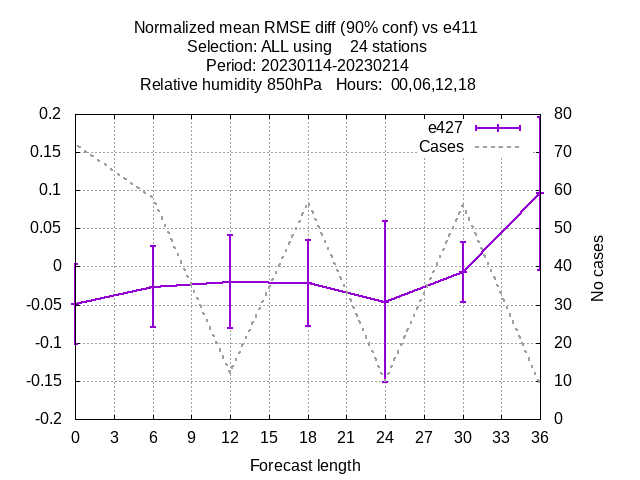 Normalized mean RMSE diff (90% conf) vs e411
Selection: ALL using    24 stations
Period: 20230114-20230214
Relative humidity 850hPa   Hours:  00,06,12,18
0.2
0.15
0.1
0.05
0
-0.05
-0.1
-0.15
-0.2
80
70
60
50
40
30
20
10
0
e427
Cases
No cases
0 3 6 9 12 15 18 21 24 27 30 33 36
Forecast length